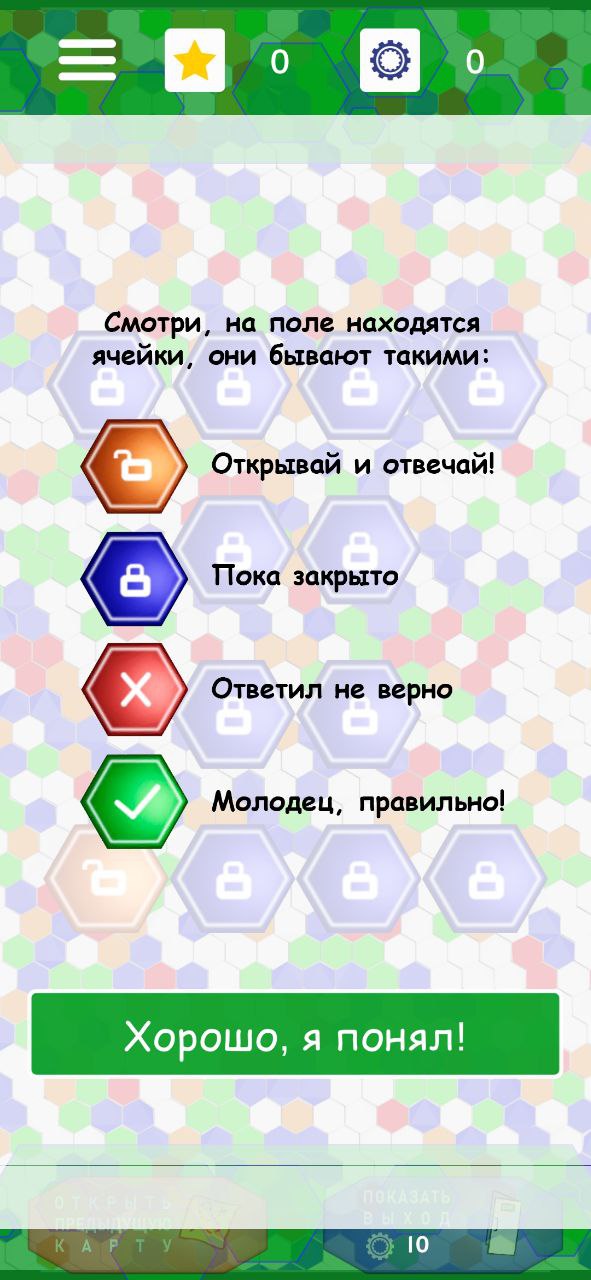 0 0
Смотри, на поле находятся
ячейки, они бывают такими:
Открывай и отвечай!
Пока закрыто
Ответил не верно
Молодец, правильно!
Хорошо, я понял!
ОТКРЫТЬ
ПРЕДЫДУЩУЮ
КАРТУ
ПОКАЗАТЬ
ВЫХОД
10